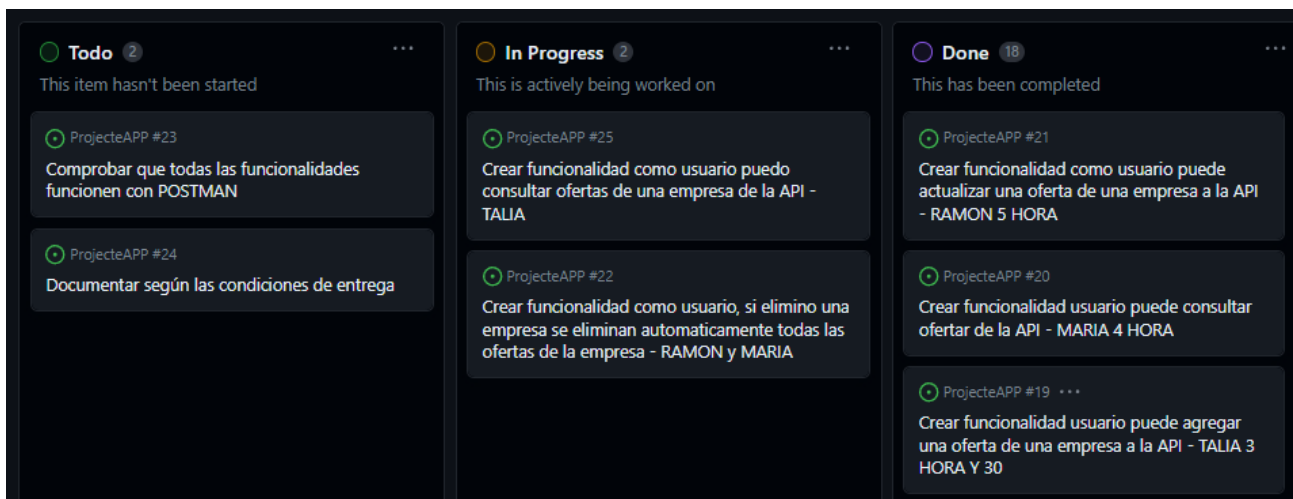 Todo 2
This item hasn't been started
ProjecteAPP #23
Comprobar que todas las funcionalidades
funcionen con POSTMAN
ProjecteAPP #24
Documentar según las condiciones de entrega
In Progress 2
This is actively being worked on
ProjecteAPP #25
Crear funcionalidad como usuario puedo
consultar ofertas de una empresa de la API -
TALIA
ProjecteAPP #22
Crear funcionalidad como usuario, si elimino una
empresa se eliminan automaticamente todas las
ofertas de la empresa - RAMON y MARIA
Done 18
This has been completed
ProjecteAPP #21
Crear funcionalidad como usuario puede
actualizar una oferta de una empresa a la API
- RAMON 5 HORA
ProjecteAPP #20
Crear funcionalidad usuario puede consultar
ofertar de la API - MARIA 4 HORA
ProjecteAPP #19
Crear funcionalidad usuario puede agregar
una oferta de una empresa a la API - TALIA 3
HORA Y 30